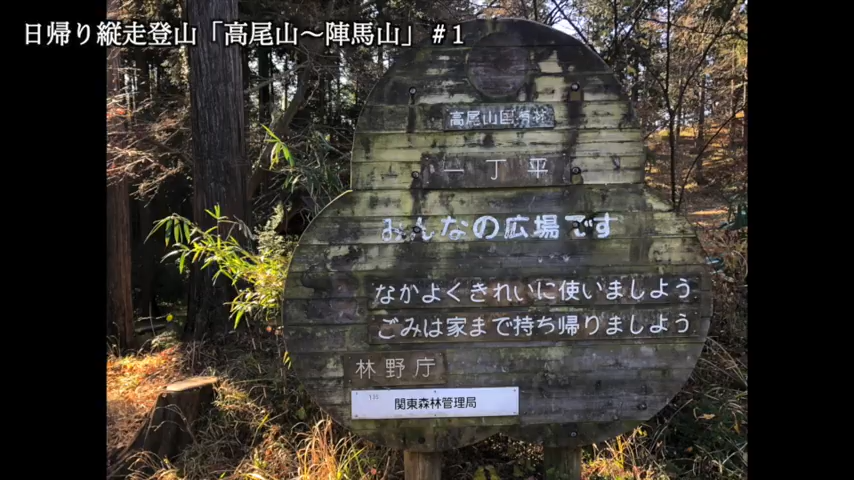 日帰り縦走登山「高尾山～陣馬山」#1
高尾山国有林
一丁平
みんなの広場です
なかよくきれいに使いましよう
ごみは家まで持ち帰りましよう
林野庁
関東森林管理局